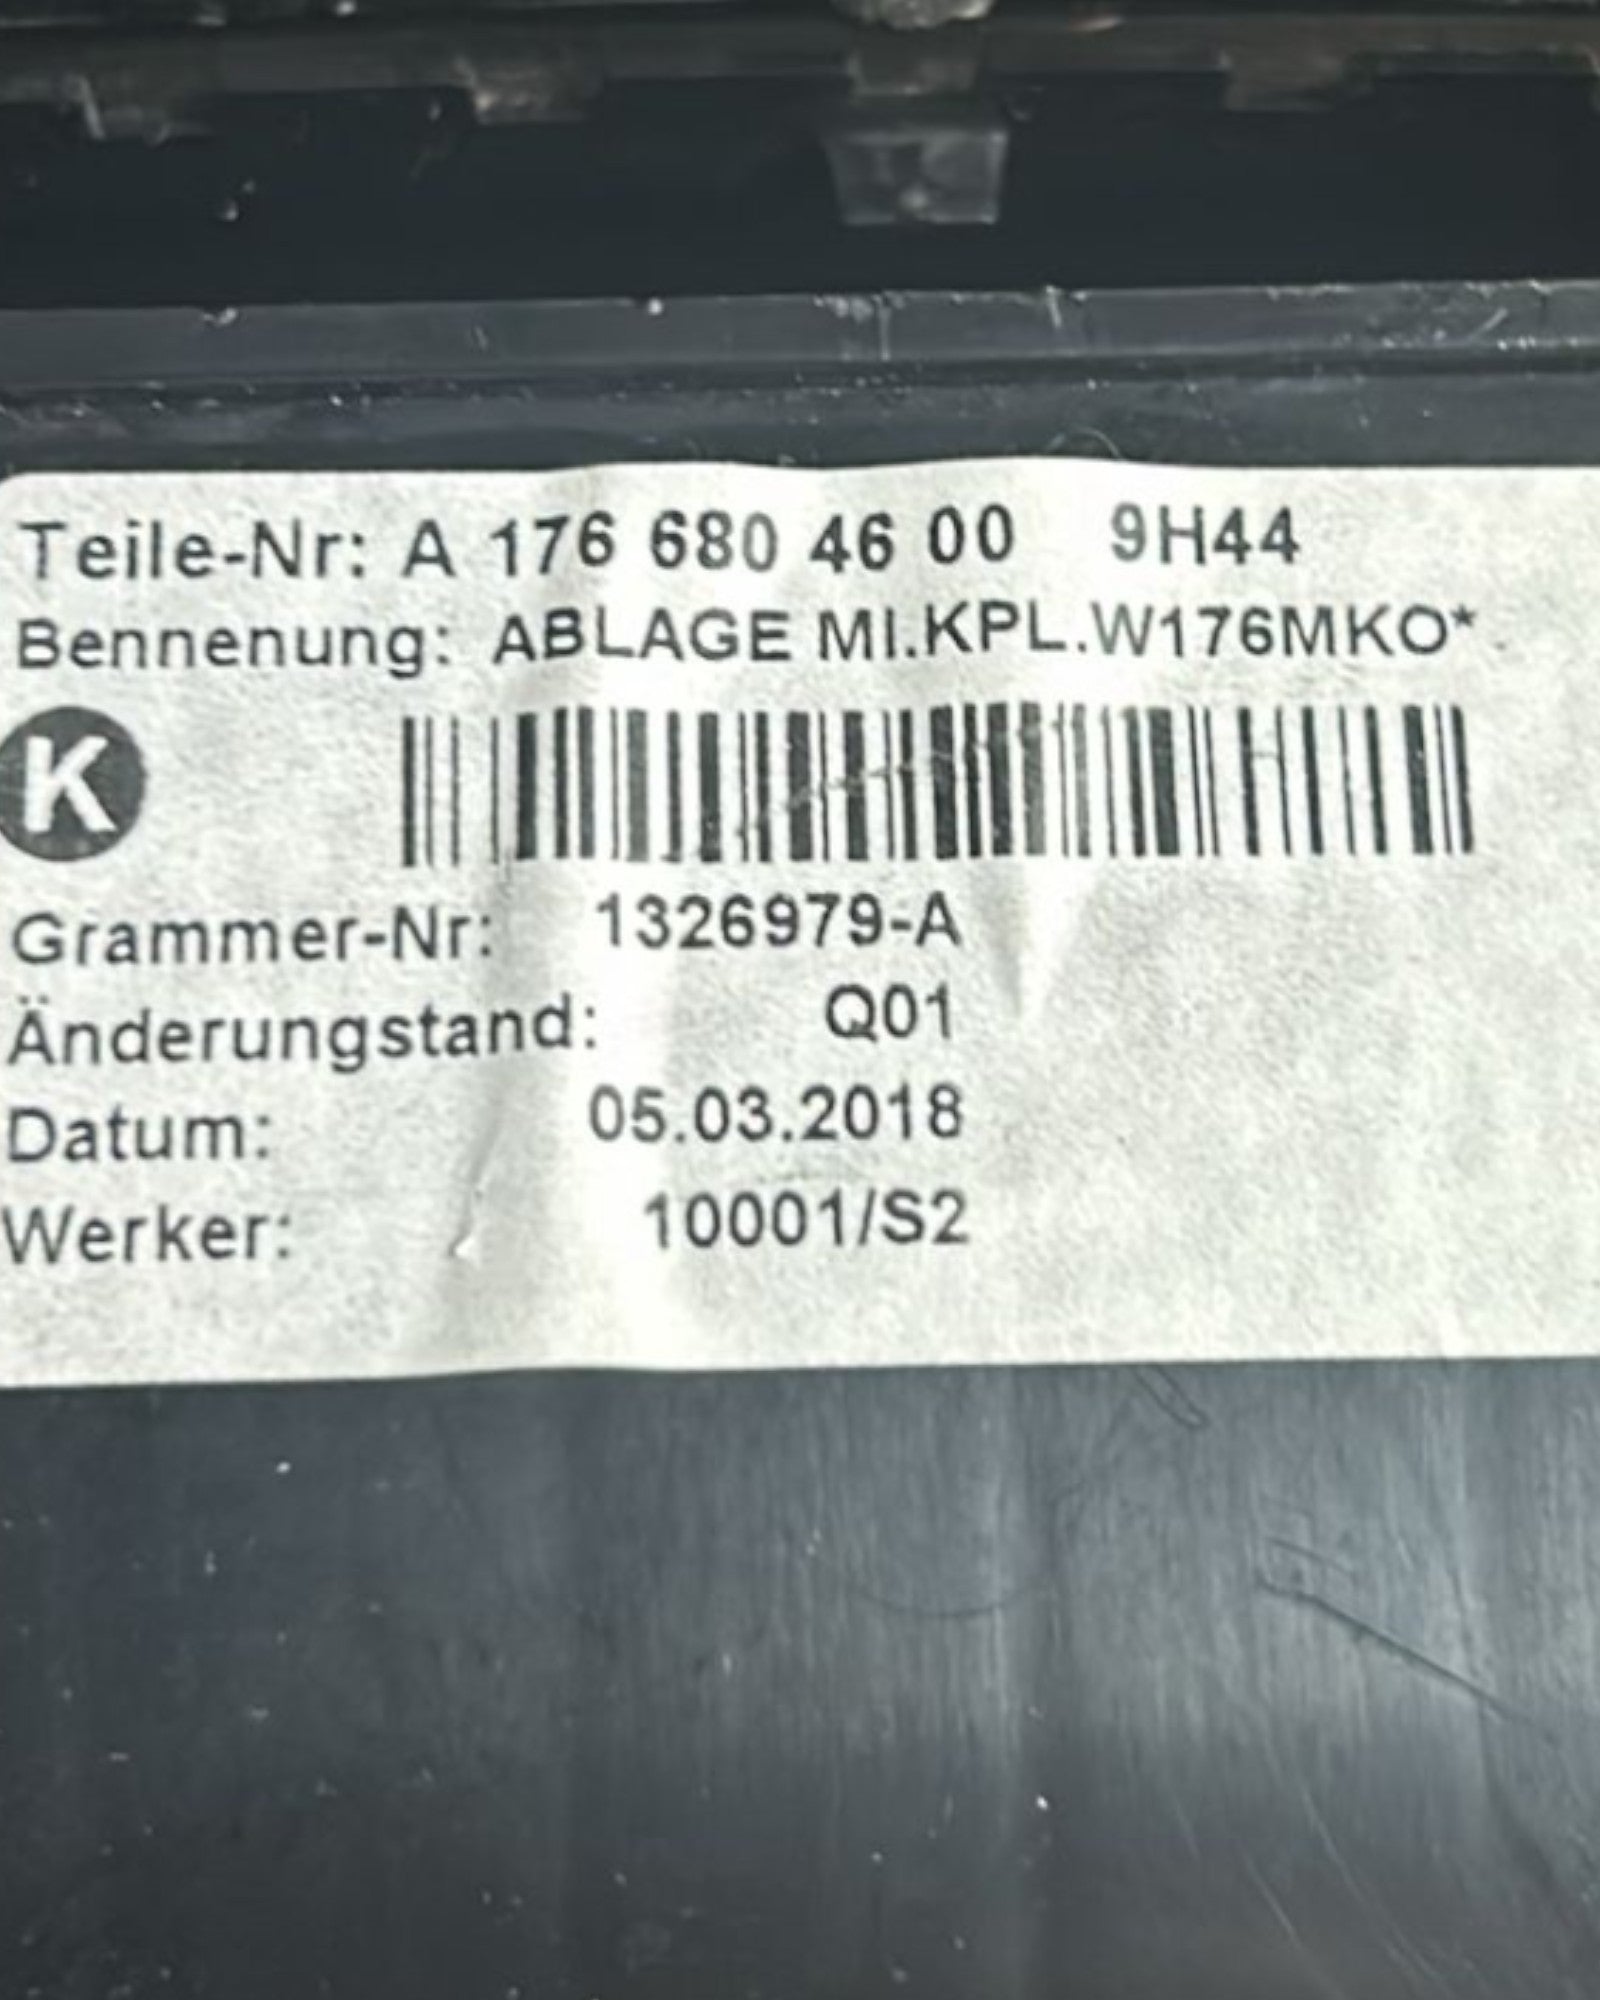 Teile-Nr: A 176 680 46 00 9H44
Bennenung: ABLAGE MI.KPL.W176MKO*
K
Grammer-Nr: 1326979-A
Änderungstand: Q01
Datum: 05.03.2018
Werker: 10001/S2